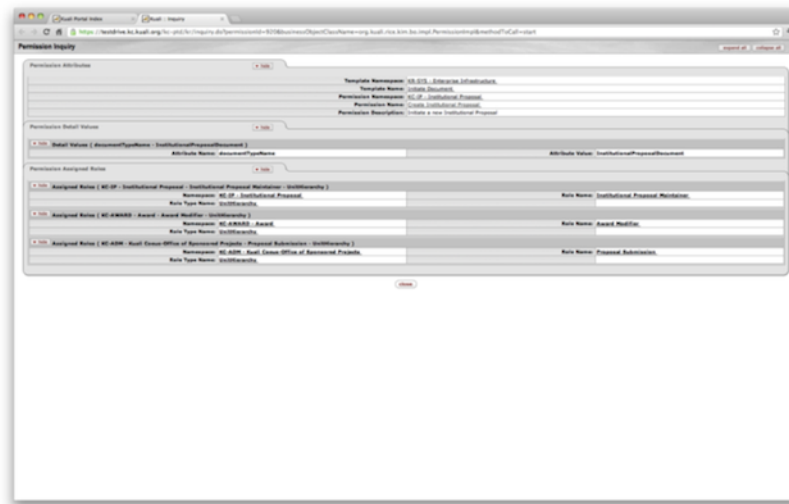 Kuali Portal Index
Kuali :: Inquiry
https://testdrive.kc.kuali.org/kc-ptd/kr/inquiry.do?permissionId=920&businessObjectClassName=org.kuali.rice.kim.bo.impl.PermissionImpl&methodToCall=start
Permission Inquiry
expand all collapse all
Permission Attributes hide
Template Namespace: KR-SYS - Enterprise Infrastructure
Template Name: Initiate Document
Permission Namespace: KC-IP - Institutional Proposal
Permission Name: Create Institutional Proposal
Permission Description: Initiate a new Institutional Proposal
Permission Detail Values hide
hide Detail Values ( documentTypeName - InstitutionalProposalDocument )
Attribute Name: documentTypeName Attribute Value: InstitutionalProposalDocument
Permission Assigned Roles hide
hide Assigned Roles ( KC-IP - Institutional Proposal - Institutional Proposal Maintainer - UnitHierarchy )
Namespace: KC-IP - Institutional Proposal Role Name: Institutional Proposal Maintainer
Role Type Name: UnitHierarchy
hide Assigned Roles ( KC-AWARD - Award - Award Modifier - UnitHierarchy )
Namespace: KC-AWARD - Award Role Name: Award Modifier
Role Type Name: UnitHierarchy
hide Assigned Roles ( KC-ADM - Kuali Coeus-Office of Sponsored Projects - Proposal Submission - UnitHierarchy )
Namespace: KC-ADM - Kuali Coeus-Office of Sponsored Projects Role Name: Proposal Submission
Role Type Name: UnitHierarchy
close